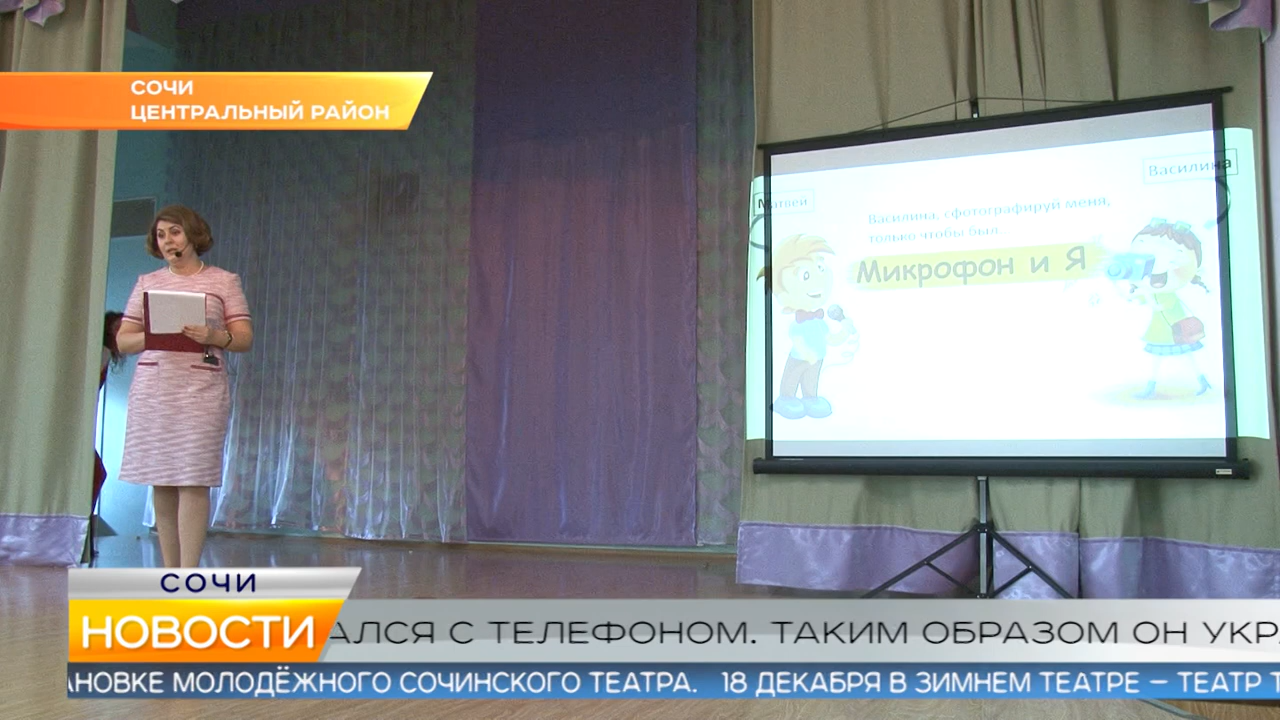 СОЧИ
ЦЕНТРАЛЬНЫЙ РАЙОН
Василина
Матвей
Василина, сфотографируй меня,
только чтобы был...
Микрофон и Я
СОЧИ
НОВОСТИ
АЛСЯ С ТЕЛЕФОНОМ. ТАКИМ ОБРАЗОМ ОН УКРА
АНОВКЕ МОЛОДЁЖНОГО СОЧИНСКОГО ТЕАТРА. 18 ДЕКАБРЯ В ЗИМНЕМ ТЕАТРЕ – ТЕАТР Т